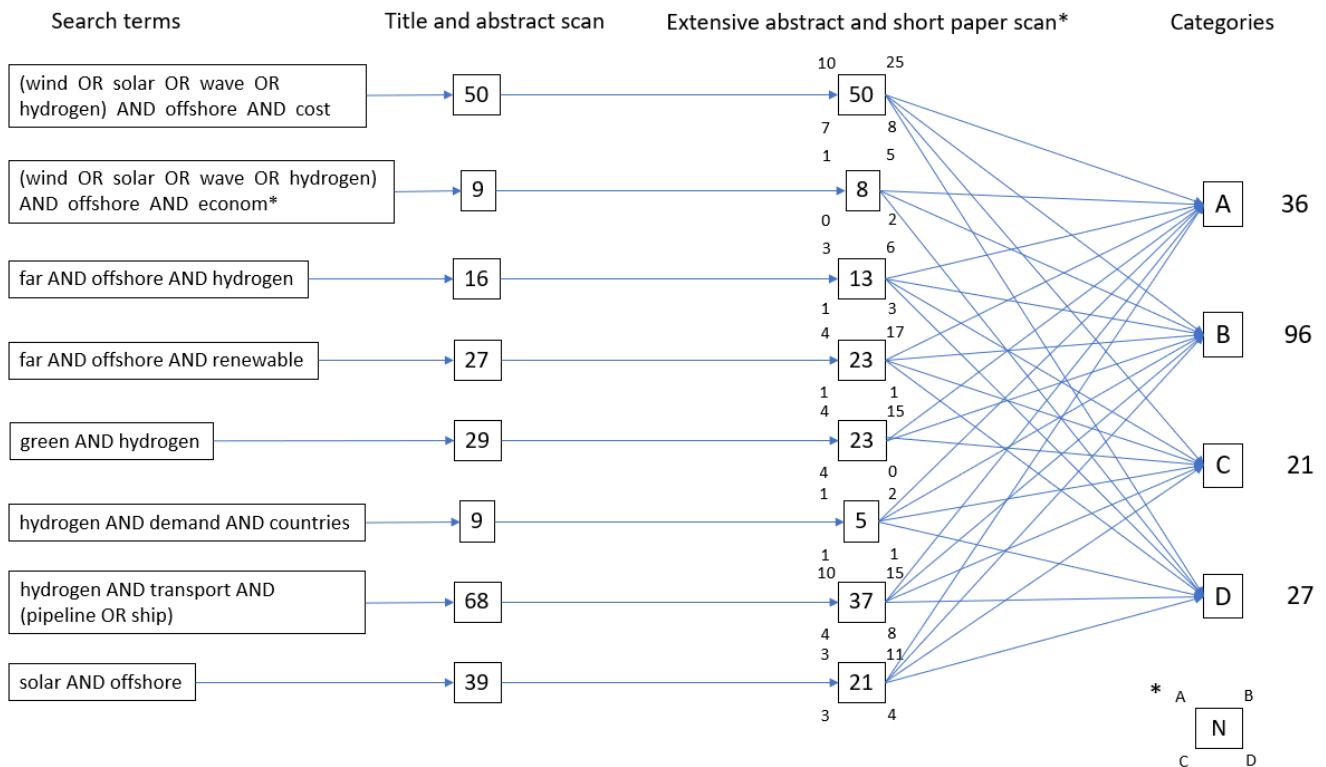 Search terms
Title and abstract scan
Extensive abstract and short paper scan*
Categories
(wind OR solar OR wave OR
hydrogen) AND offshore AND cost
50
10 25
50
7 8
(wind OR solar OR wave OR hydrogen)
AND offshore AND econom*
9
1 5
8
0 2
far AND offshore AND hydrogen
16
3 6
13
1 3
far AND offshore AND renewable
27
4 17
23
1 1
green AND hydrogen
29
4 15
23
4 0
hydrogen AND demand AND countries
9
1 2
5
1 1
hydrogen AND transport AND
(pipeline OR ship)
68
10 15
37
4 8
solar AND offshore
39
3 11
21
3 4
A 36
B 96
C 21
D 27
* A B
N
C D